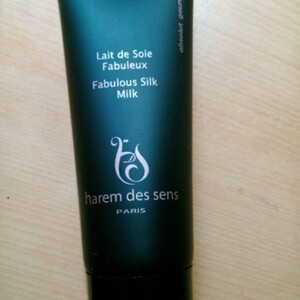 Lait de Soie
Fabuleux
Fabulous Silk
Milk
harem des sens
PARIS